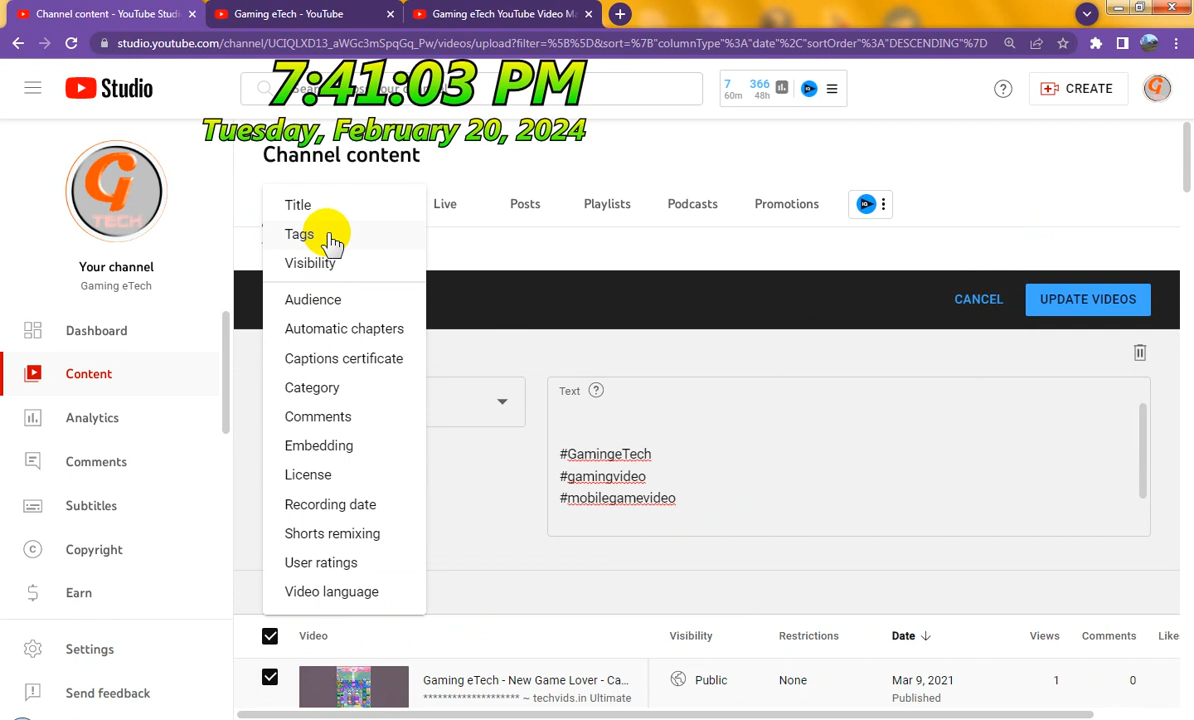 Channel content - YouTube Studi
Gaming eTech - YouTube
Gaming eTech YouTube Video Ma
studio.youtube.com/channel/UCIQLXD13_aWGc3mSpqGq_Pw/videos/upload?filter=%5B%5D&sort=%7B"columnType"%3A"date"%2C"sortOrder"%3A"DESCENDING"%7D
Studio
7:41:03 PM
Tuesday, February 20, 2024
7
60m
366
48h
CREATE
Channel content
Live
Posts
Playlists
Podcasts
Promotions
G
TECH
Your channel
Gaming eTech
Dashboard
Content
Analytics
Comments
Subtitles
Copyright
Earn
Settings
Send feedback
Title
Tags
Visibility
Audience
Automatic chapters
Captions certificate
Category
Comments
Embedding
License
Recording date
Shorts remixing
User ratings
Video language
CANCEL
UPDATE VIDEOS
Text
#GamingeTech
#gamingvideo
#mobilegamevideo
Video
Visibility
Restrictions
Date
Views
Comments
Like
Gaming eTech - New Game Lover - Ca...
******************** ~ techvids.in Ultimate
Public
None
Mar 9, 2021
Published
1
0